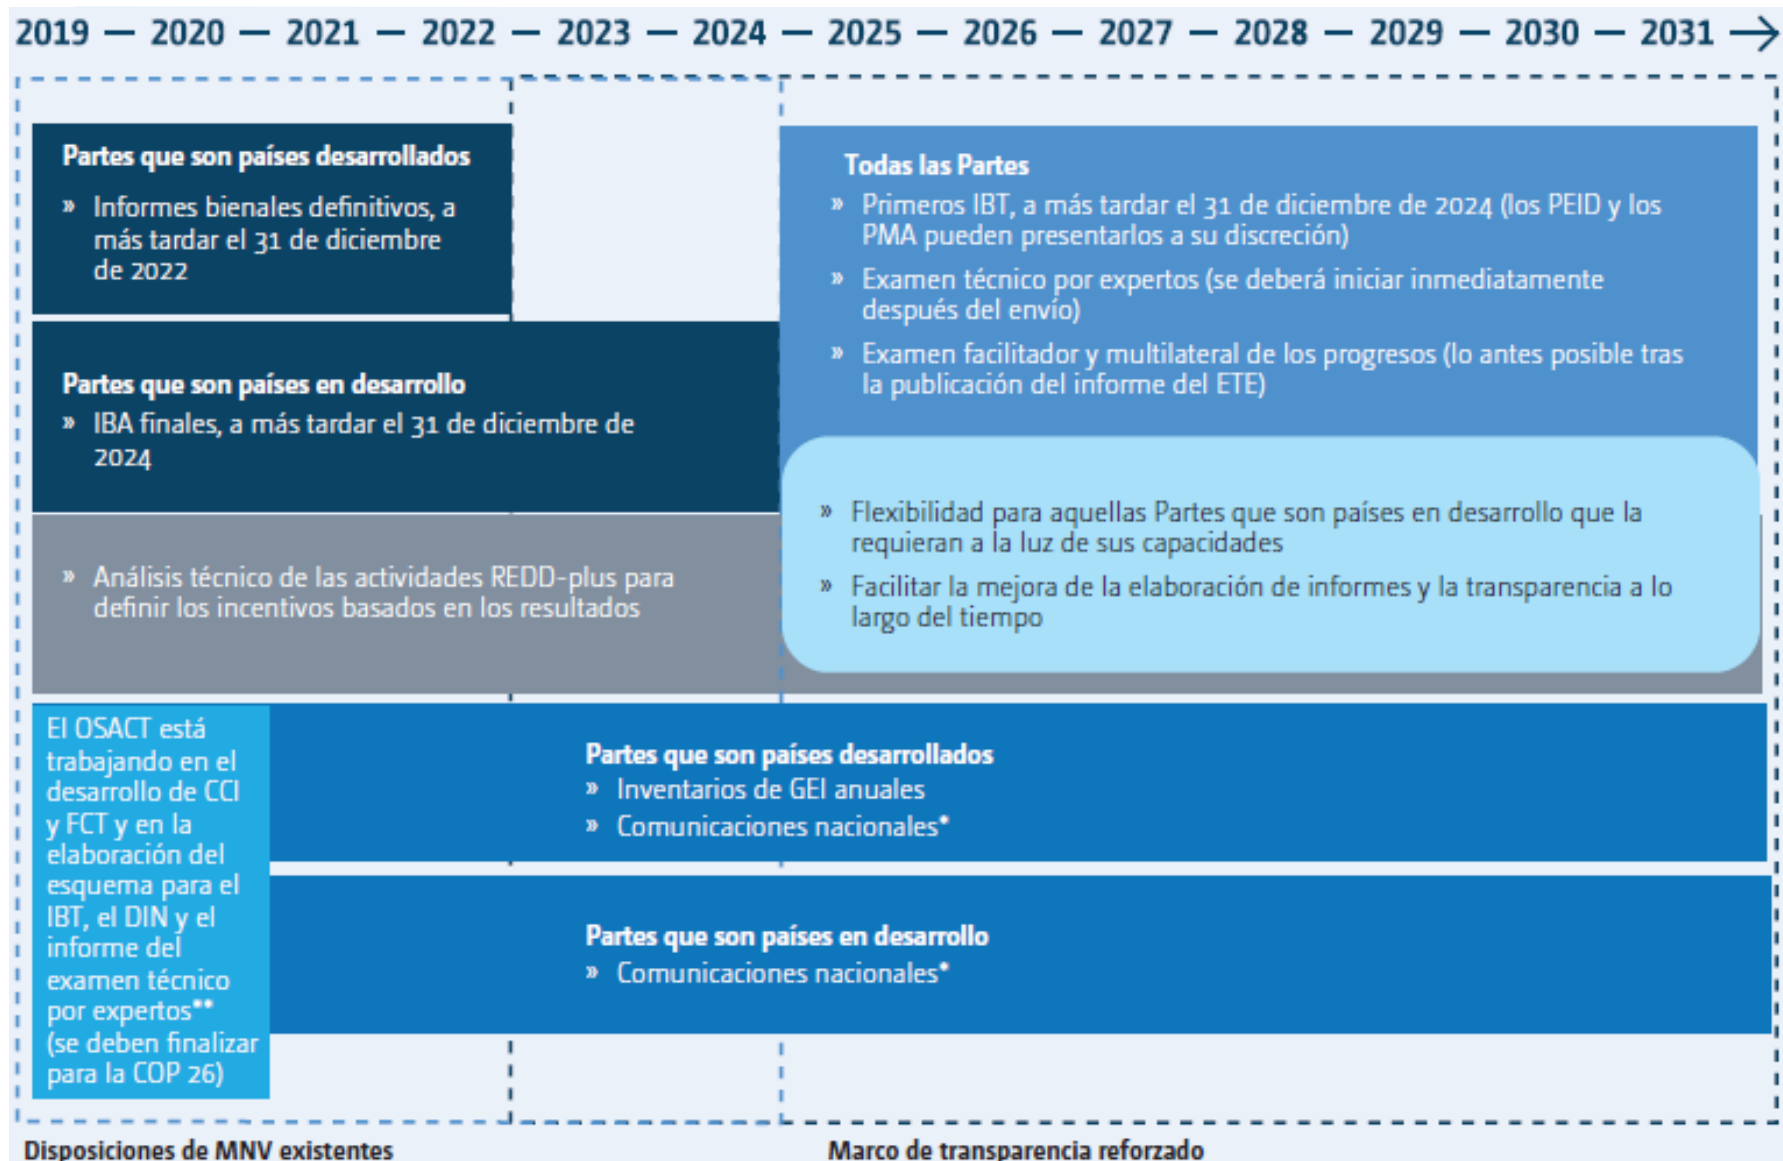 2019 — 2020 — 2021 — 2022 — 2023 — 2024 — 2025 — 2026 — 2027 — 2028 — 2029 — 2030 — 2031
Partes que son países desarrollados
» Informes bienales definitivos, a
más tardar el 31 de diciembre
de 2022
Partes que son países en desarrollo
» IBA finales, a más tardar el 31 de diciembre de
2024
» Análisis técnico de las actividades REDD-plus para
definir los incentivos basados en los resultados
Todas las Partes
» Primeros IBT, a más tardar el 31 de diciembre de 2024 (los PEID y los
PMA pueden presentarlos a su discreción)
» Examen técnico por expertos (se deberá iniciar inmediatamente
después del envío)
» Examen facilitador y multilateral de los progresos (lo antes posible tras
la publicación del informe del ETE)
» Flexibilidad para aquellas Partes que son países en desarrollo que la
requieran a la luz de sus capacidades
» Facilitar la mejora de la elaboración de informes y la transparencia a lo
largo del tiempo
El OSACT está
trabajando en el
desarrollo de CCI
y FCT y en la
elaboración del
esquema para el
IBT, el DIN y el
informe del
examen técnico
por expertos**
(se deben finalizar
para la COP 26)
Partes que son países desarrollados
» Inventarios de GEI anuales
» Comunicaciones nacionales*
Partes que son países en desarrollo
» Comunicaciones nacionales*
Disposiciones de MNV existentes
Marco de transparencia reforzado